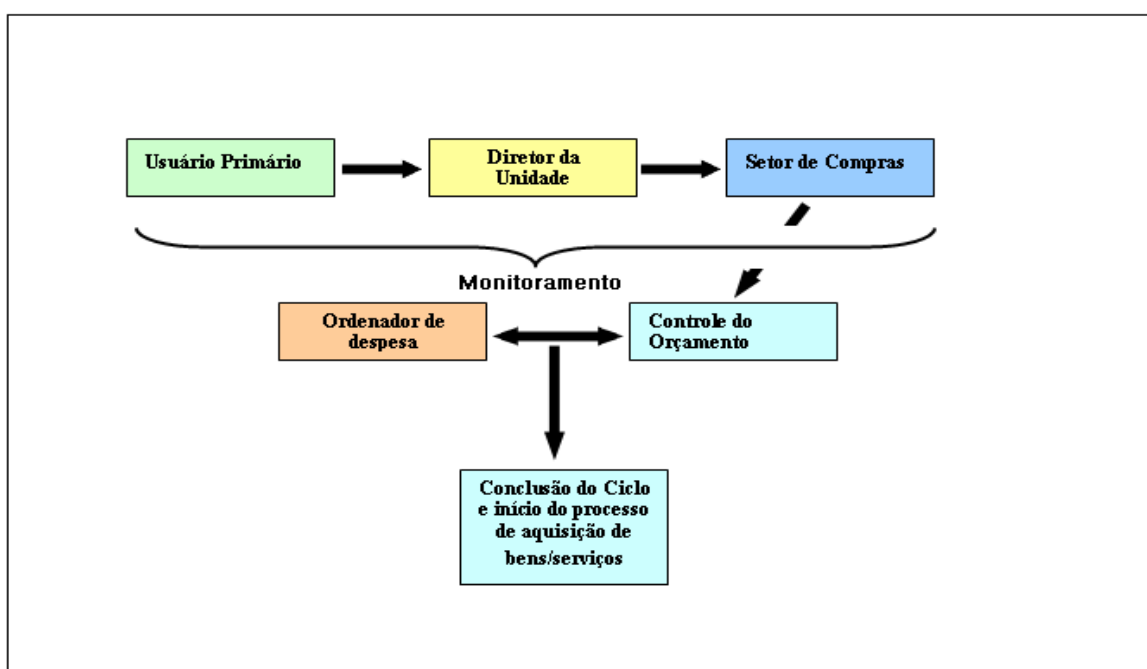 Usuário Primário
Diretor da
Unidade
Setor de Compras
Monitoramento
Ordenador de
despesa
Controle do
Orçamento
Conclusão do Ciclo
e início do processo
de aquisição de
bens/serviços